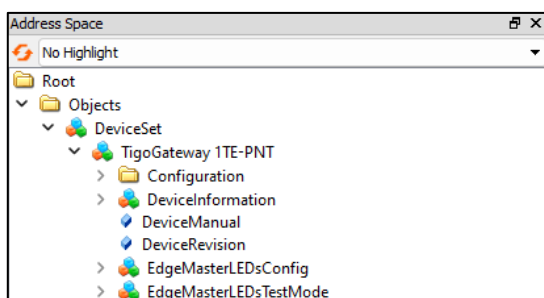 Address Space
No Highlight
Root
Objects
DeviceSet
TigoGateway 1TE-PNT
Configuration
DeviceInformation
DeviceManual
DeviceRevision
EdgeMasterLEDsConfig
EdgeMasterLEDsTestMode